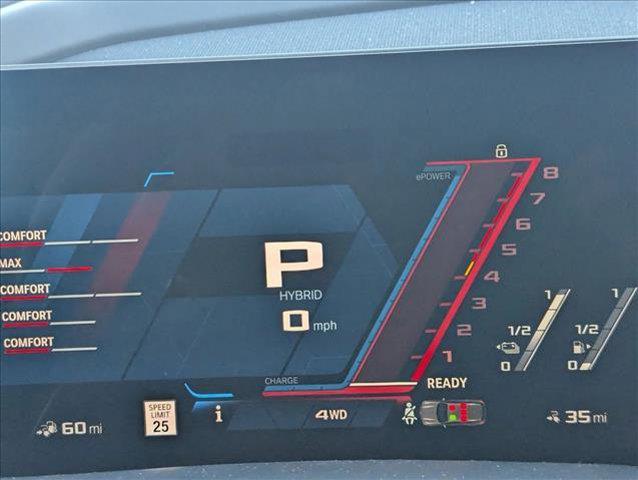 ePOWER
8
7
6
5
4
3
2
1
COMFORT
MAX
COMFORT
COMFORT
COMFORT
P
HYBRID
0 mph
CHARGE
READY
1
1/2
0
1
1/2
0
60 mi
SPEED
LIMIT
25
i
4WD
35 mi